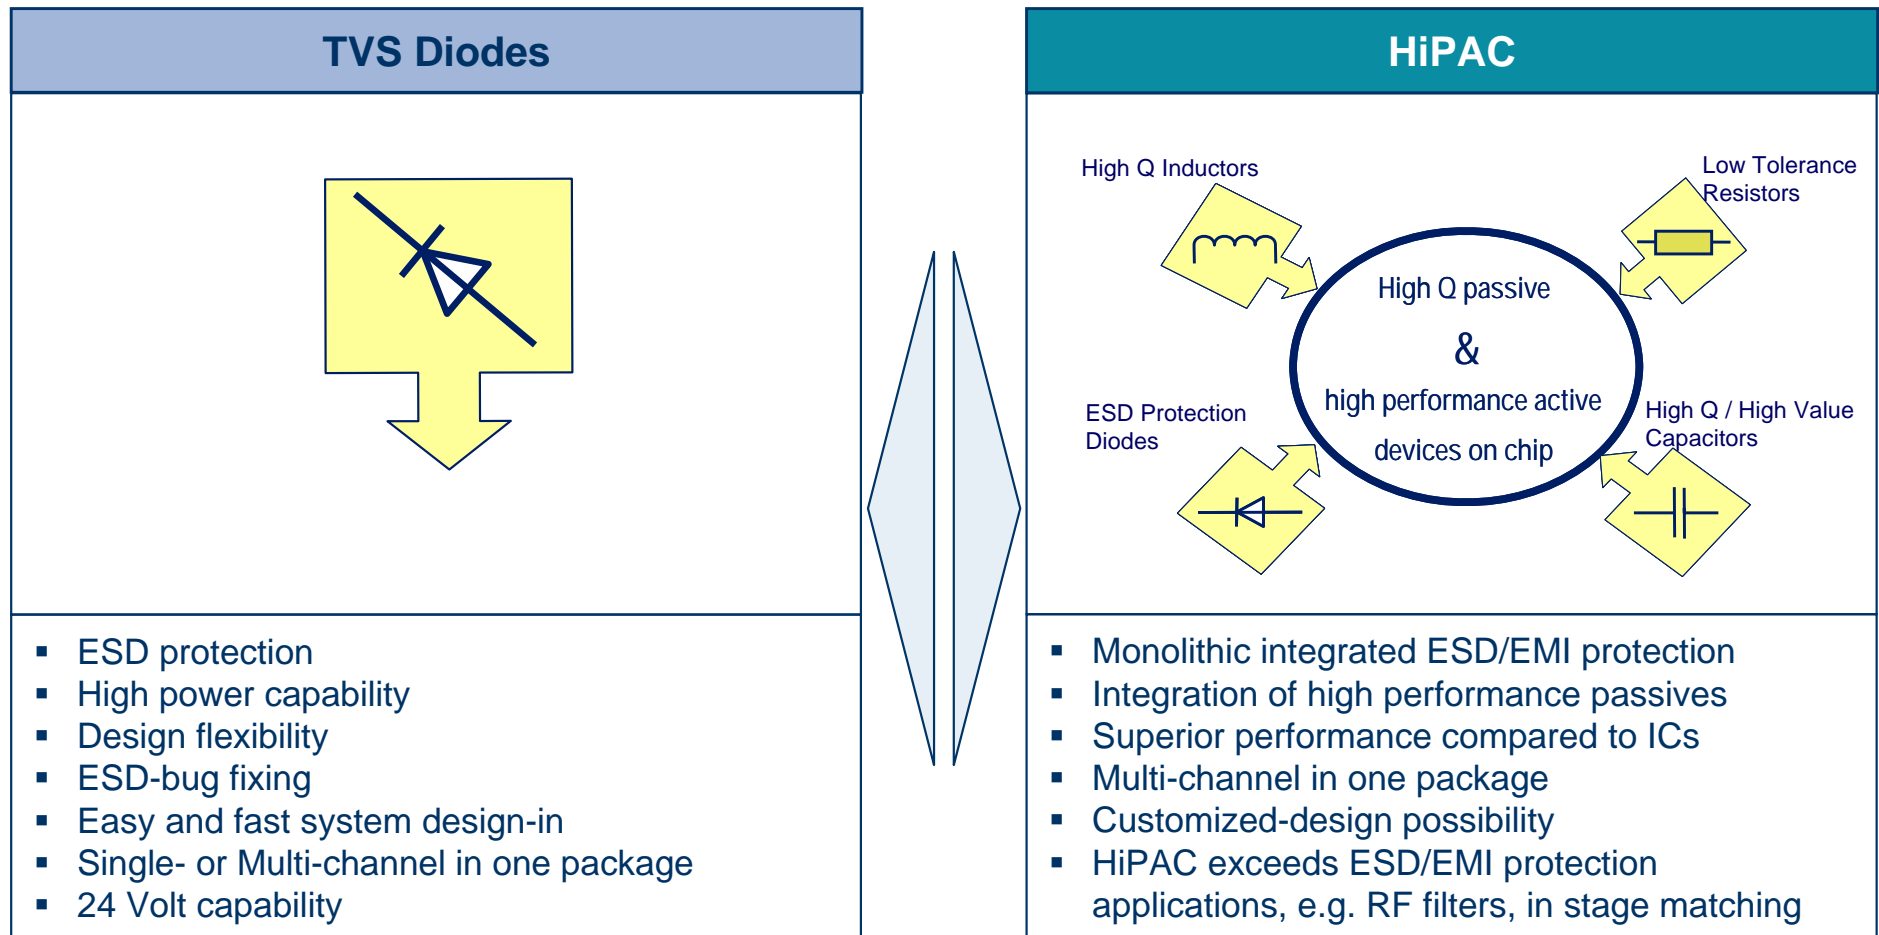 TVS Diodes
ESD protection
High power capability
Design flexibility
ESD-bug fixing
Easy and fast system design-in
Single- or Multi-channel in one package
24 Volt capability
HiPAC
High Q Inductors
Low Tolerance
Resistors
High Q passive
&
high performance active
devices on chip
ESD Protection
Diodes
High Q / High Value
Capacitors
Monolithic integrated ESD/EMI protection
Integration of high performance passives
Superior performance compared to ICs
Multi-channel in one package
Customized-design possibility
HiPAC exceeds ESD/EMI protection
applications, e.g. RF filters, in stage matching